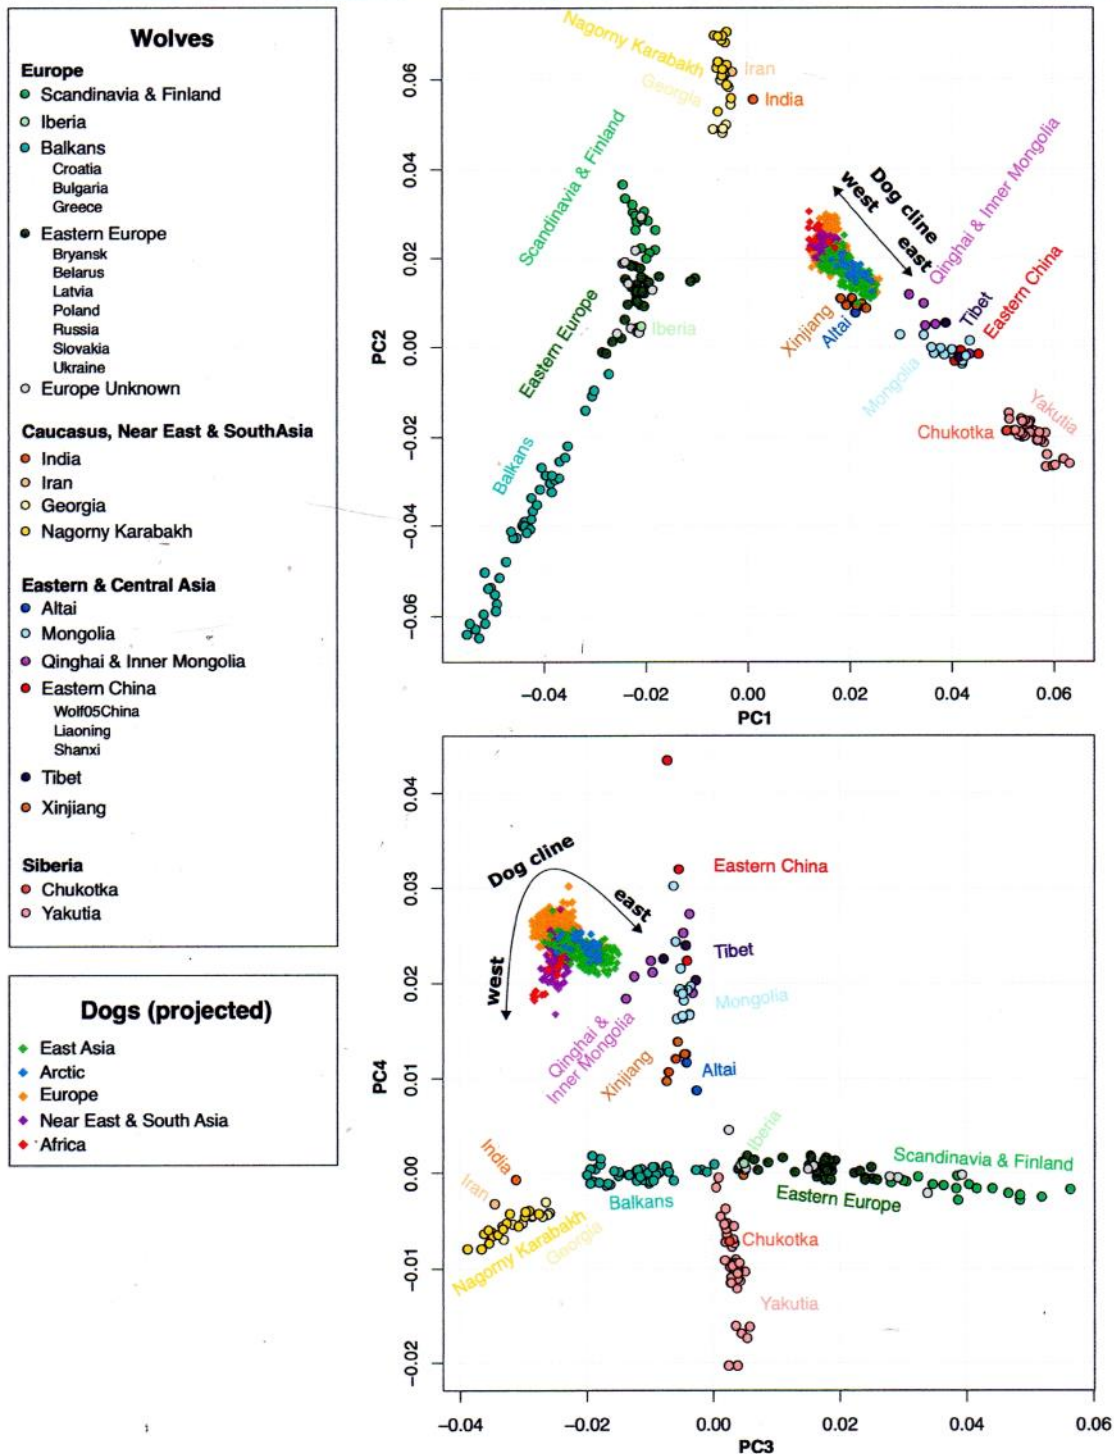 Wolves
Europe
Scandinavia & Finland
Iberia
Balkans
Croatia
Bulgaria
Greece
Eastern Europe
Bryansk
Belarus
Latvia
Poland
Russia
Slovakia
Ukraine
Europe Unknown
Caucasus, Near East & SouthAsia
India
Iran
Georgia
Nagorny Karabakh
Eastern & Central Asia
Altai
Mongolia
Qinghai & Inner Mongolia
Eastern China
Wolf05China
Liaoning
Shanxi
Tibet
Xinjiang
Siberia
Chukotka
Yakutia
Dogs (projected)
East Asia
Arctic
Europe
Near East & South Asia
Africa
PC2
0.06
0.04
0.02
0.00
−0.02
−0.04
−0.06
Nagorny Karabakh
Iran
Georgia
India
Scandinavia & Finland
Dog cline
west
east
Qinghai & Inner Mongolia
Eastern Europe
Iberia
Xinjiang
Altai
Tibet
Eastern China
Mongolia
Balkans
Chukotka
Yakutia
−0.04
−0.02
0.00
0.02
0.04
0.06
PC1
PC4
0.04
0.03
0.02
0.01
0.00
−0.01
−0.02
Dog cline
east
west
Eastern China
Tibet
Mongolia
Qinghai &
Inner Mongolia
Xinjiang
Altai
India
Iran
Nagorny Karabakh
Georgia
Balkans
Iberia
Eastern Europe
Scandinavia & Finland
Chukotka
Yakutia
−0.04
−0.02
0.00
0.02
0.04
0.06
PC3